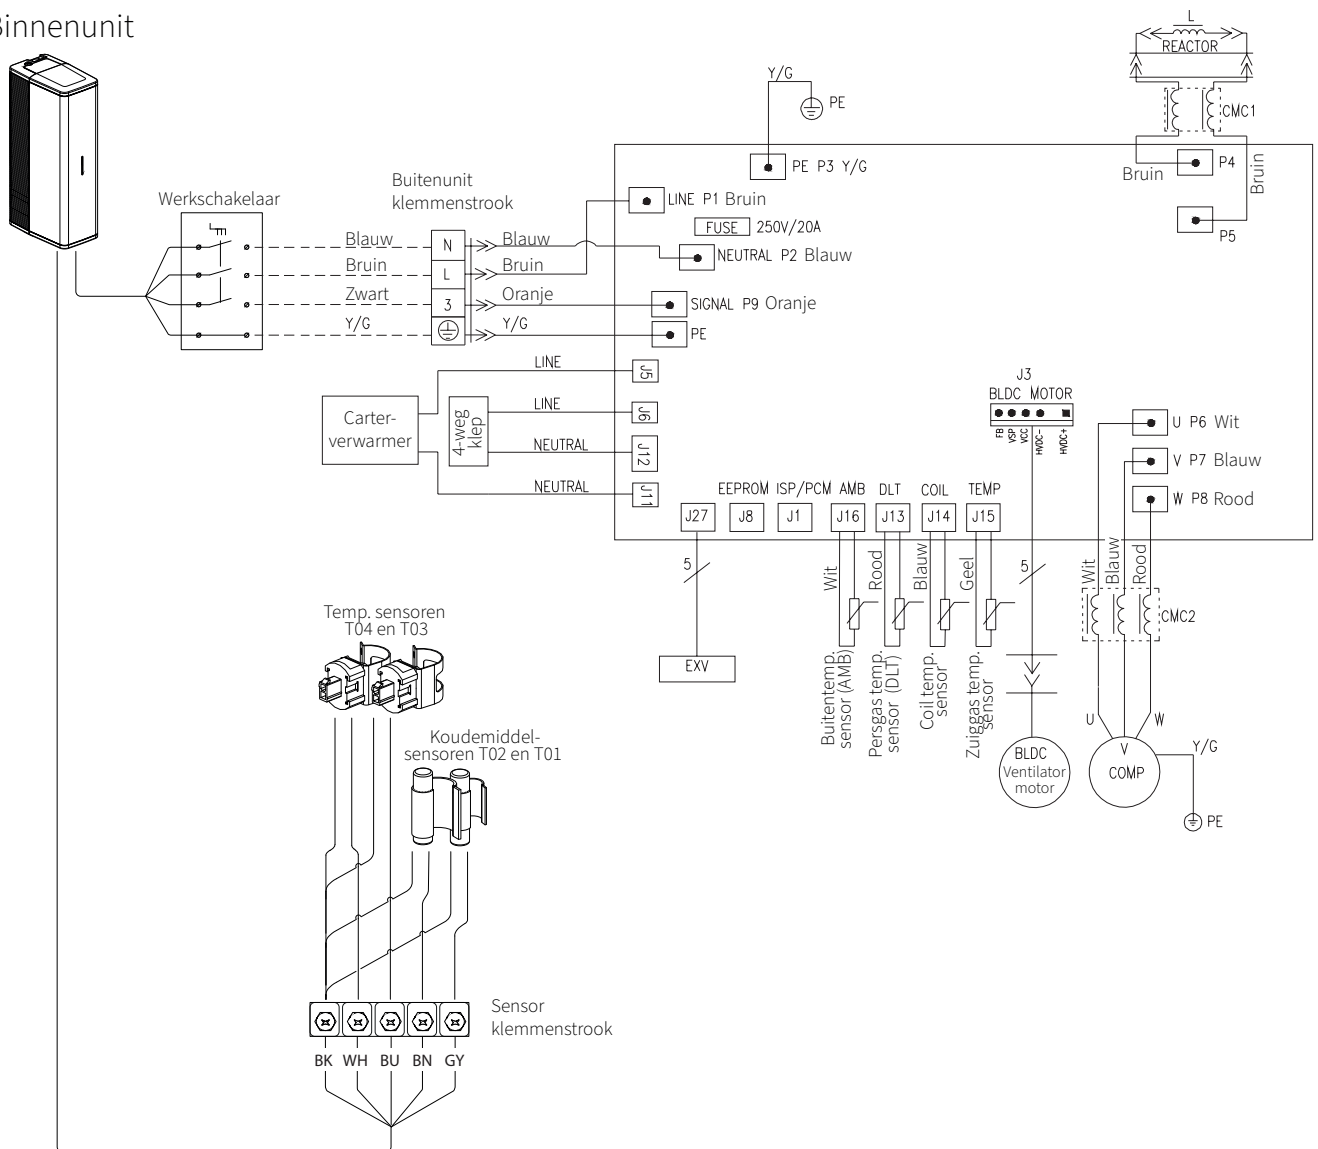 Binnenunit
L
REACTOR
CMC1
Y/G
PE
PE P3 Y/G
P4
Bruin
Bruin
P5
Werkschakelaar
Buitenunit
klemmenstrook
LINE P1 Bruin
FUSE 250V/20A
Blauw N Blauw
NEUTRAL P2 Blauw
Bruin L Bruin
Zwart 3 Oranje
SIGNAL P9 Oranje
Y/G Y/G
PE
LINE J5
Carter-
verwarmer
4-weg
klep
LINE J6
NEUTRAL J12
NEUTRAL J11
J3
BLDC MOTOR
FB
VSP
VCC
HVDC-
HVDC+
U P6 Wit
V P7 Blauw
W P8 Rood
EEPROM ISP/PCM AMB DLT COIL TEMP
J27 J8 J1 J16 J13 J14 J15
5
Wit
Rood
Blauw
Geel
5
Wit
Blauw
Rood
CMC2
EXV
Buitentemp.
sensor (AMB)
Persgas temp.
sensor (DLT)
Coil temp.
sensor
Zuiggas temp.
sensor
BLDC
Ventilator
motor
U
V
W
COMP
Y/G
PE
Temp. sensoren
T04 en T03
Koudemiddel-
sensoren T02 en T01
Sensor
klemmenstrook
BK WH BU BN GY